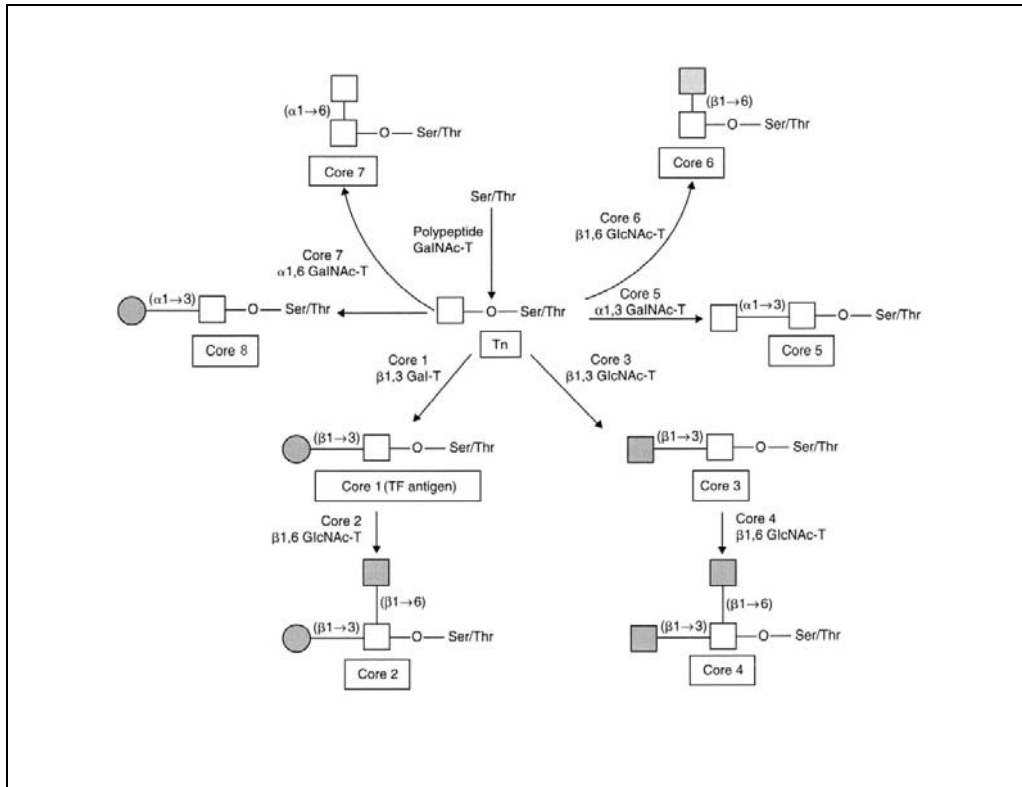 (α1→6)
O — Ser/Thr
Core 7
(β1→6)
O — Ser/Thr
Core 6
Ser/Thr
Polypeptide
GalNAc-T
Core 7
α1,6 GalNAc-T
Core 6
β1,6 GlcNAc-T
(α1→3)
O — Ser/Thr
Core 8
O — Ser/Thr
Tn
Core 5
α1,3 GalNAc-T
(α1→3)
O — Ser/Thr
Core 5
Core 1
β1,3 Gal-T
Core 3
β1,3 GlcNAc-T
(β1→3)
O — Ser/Thr
Core 1 (TF antigen)
(β1→3)
O — Ser/Thr
Core 3
Core 2
β1,6 GlcNAc-T
Core 4
β1,6 GlcNAc-T
(β1→6)
(β1→3)
O — Ser/Thr
Core 2
(β1→6)
(β1→3)
O — Ser/Thr
Core 4